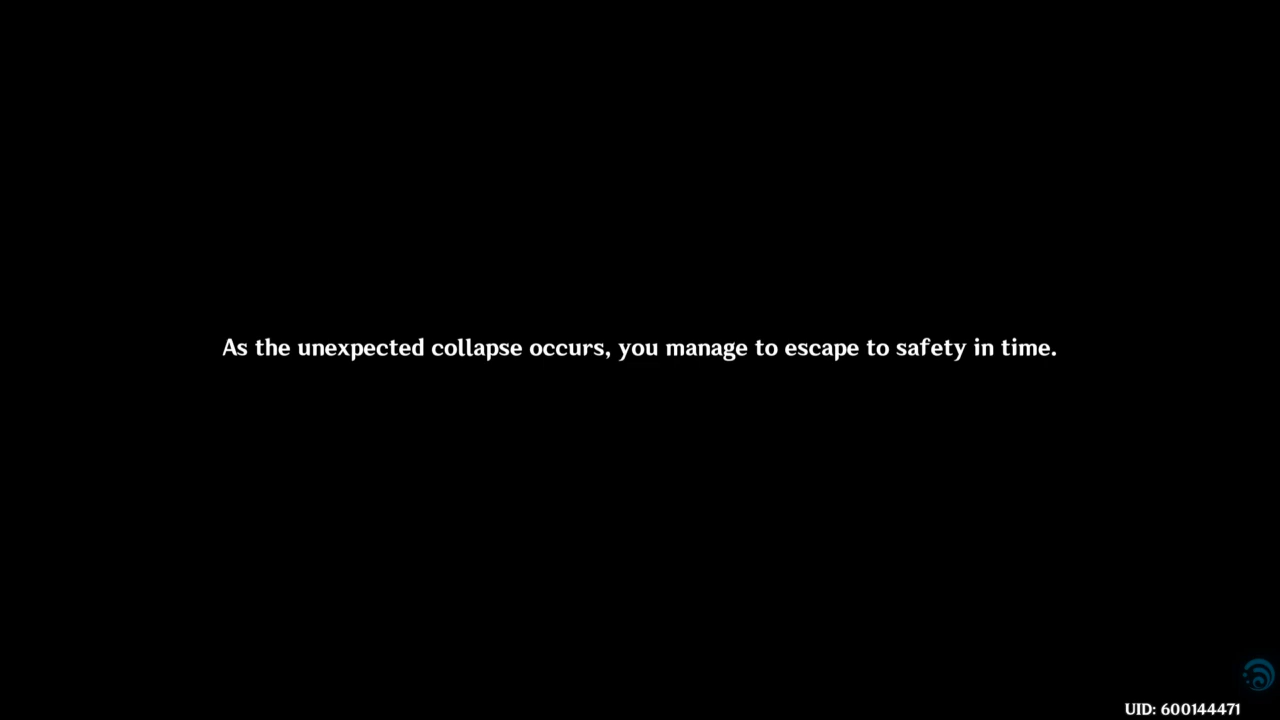 As the unexpected collapse occurs, you manage to escape to safety in time.
UID: 600144471